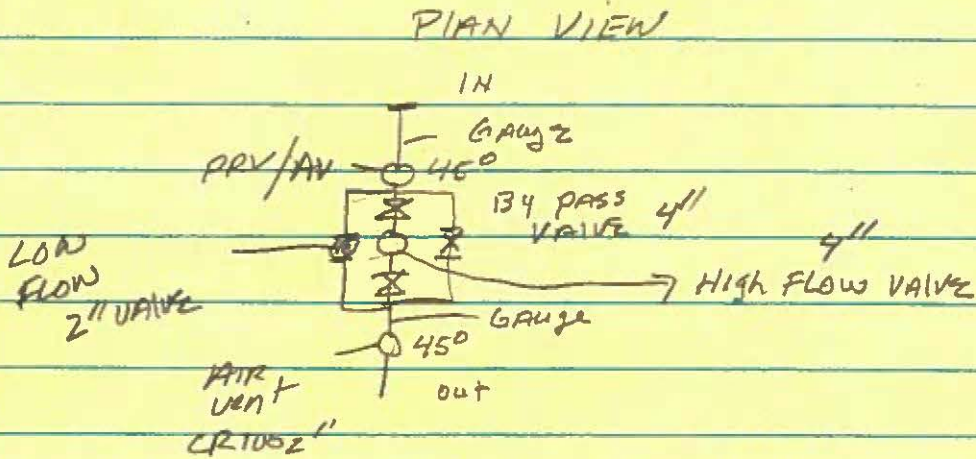 PLAN VIEW
IN
GAuge
PRV/AV 45°
By PASS
VAlVE 4"
LOW
FLOW
2" VAlVE
4"
HIgh FLOW VAlVE
GAuge
45°
AIR
Vent
out
2"